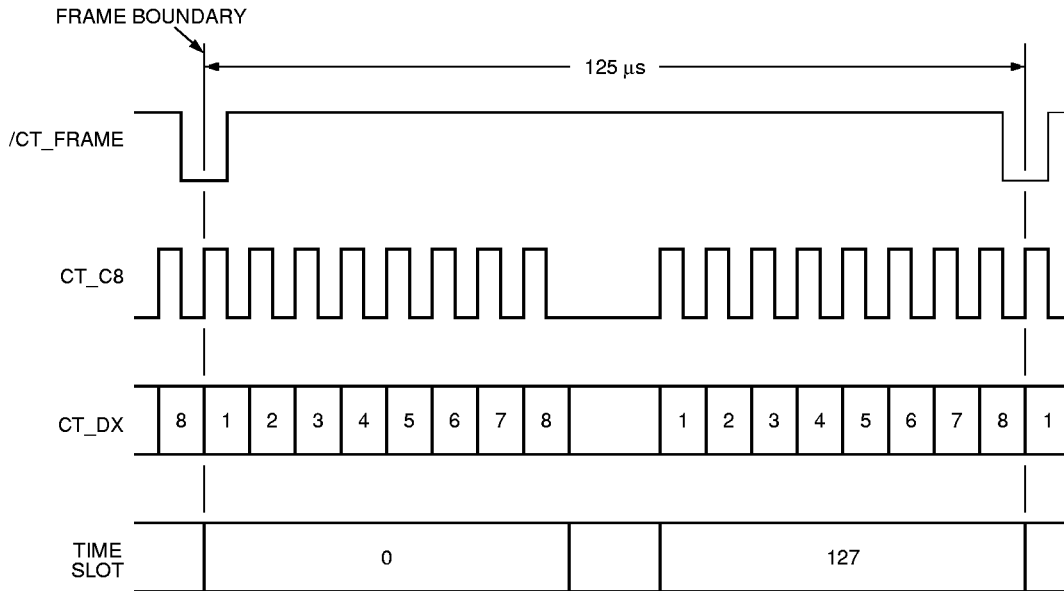 FRAME BOUNDARY
125 μs
/CT_FRAME
CT_C8
CT_DX
8 1 2 3 4 5 6 7 8 1 2 3 4 5 6 7 8 1
TIME
SLOT
0 127